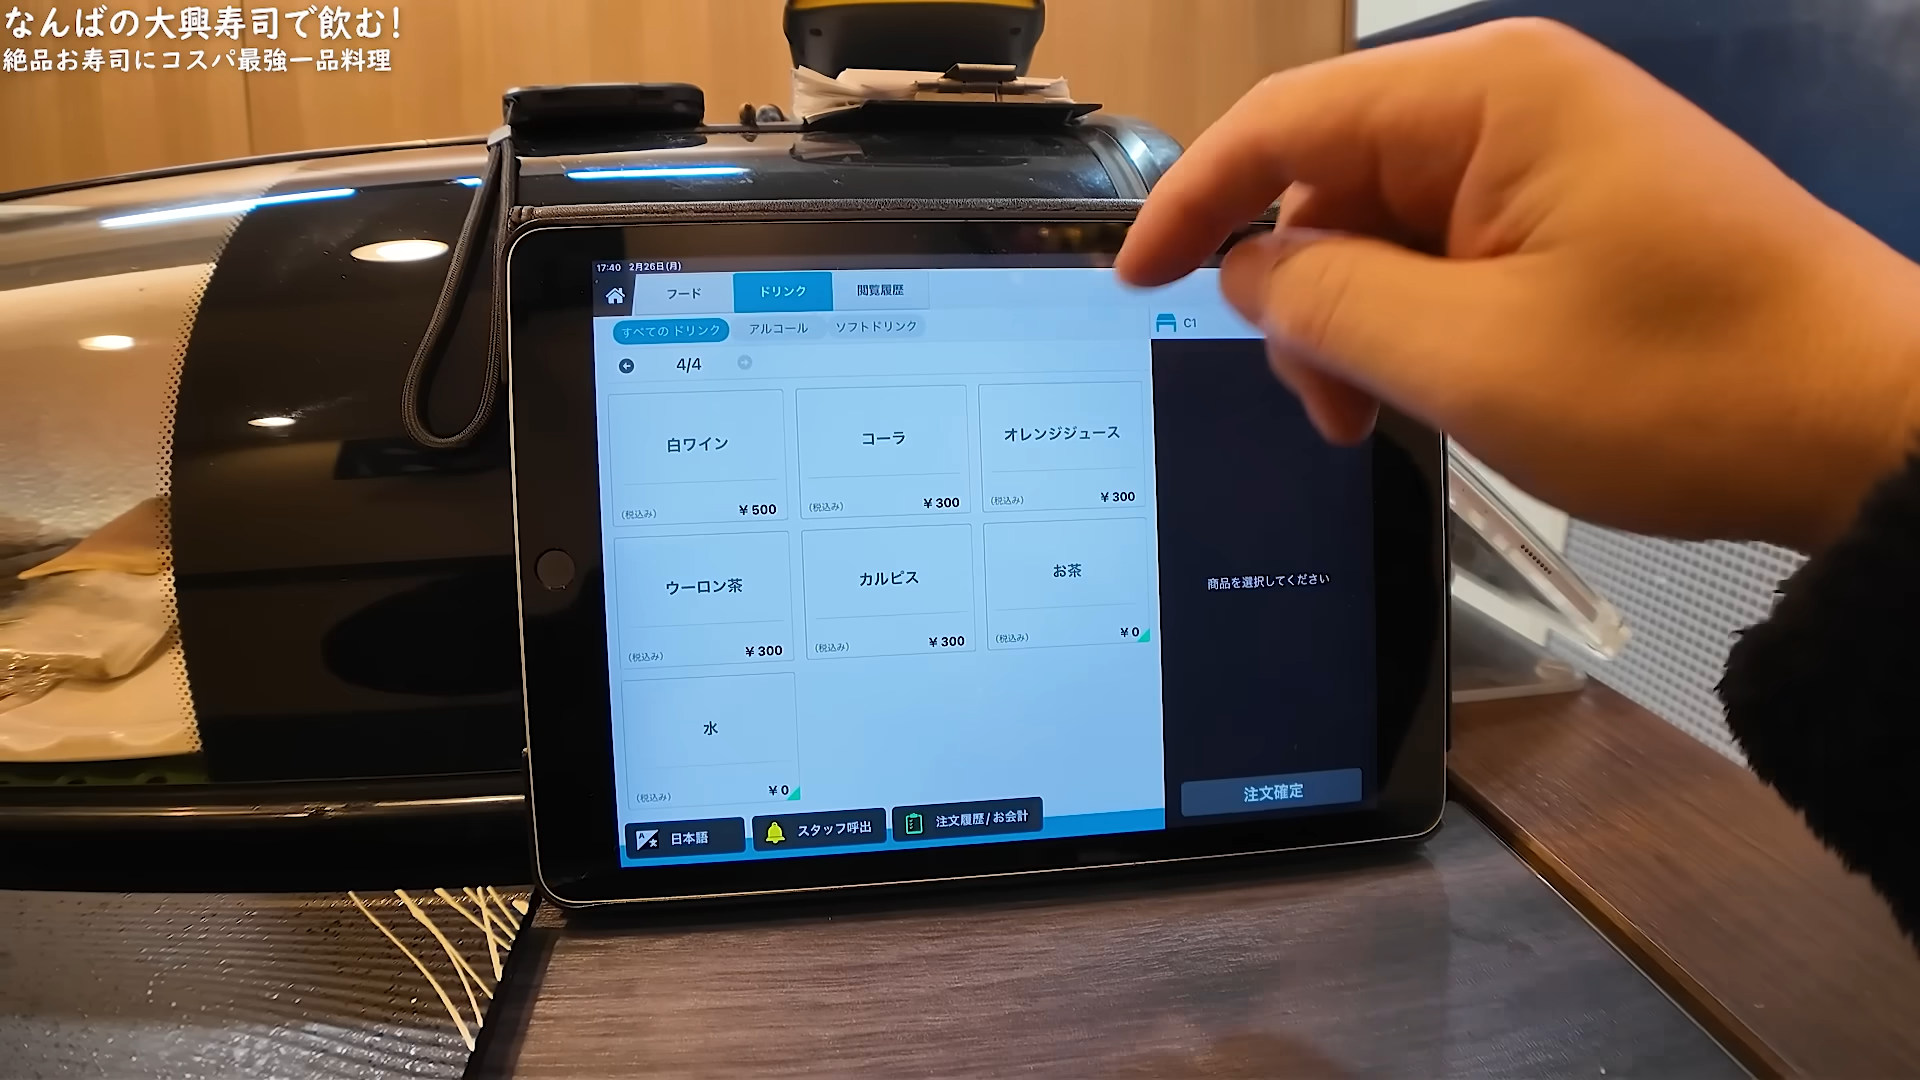 なんばの大興寿司で飲む!
絶品お寿司にコスパ最強一品料理
17:40 2月26日(月)
フード
ドリンク
閲覧履歴
すべての ドリンク
アルコール
ソフトドリンク
C1
4/4
白ワイン
(税込み) ¥500
コーラ
(税込み) ¥300
オレンジジュース
(税込み) ¥300
ウーロン茶
(税込み) ¥300
カルピス
(税込み) ¥300
お茶
(税込み) ¥0
水
(税込み) ¥0
商品を選択してください
注文確定
日本語
スタッフ呼出
注文履歴/お会計